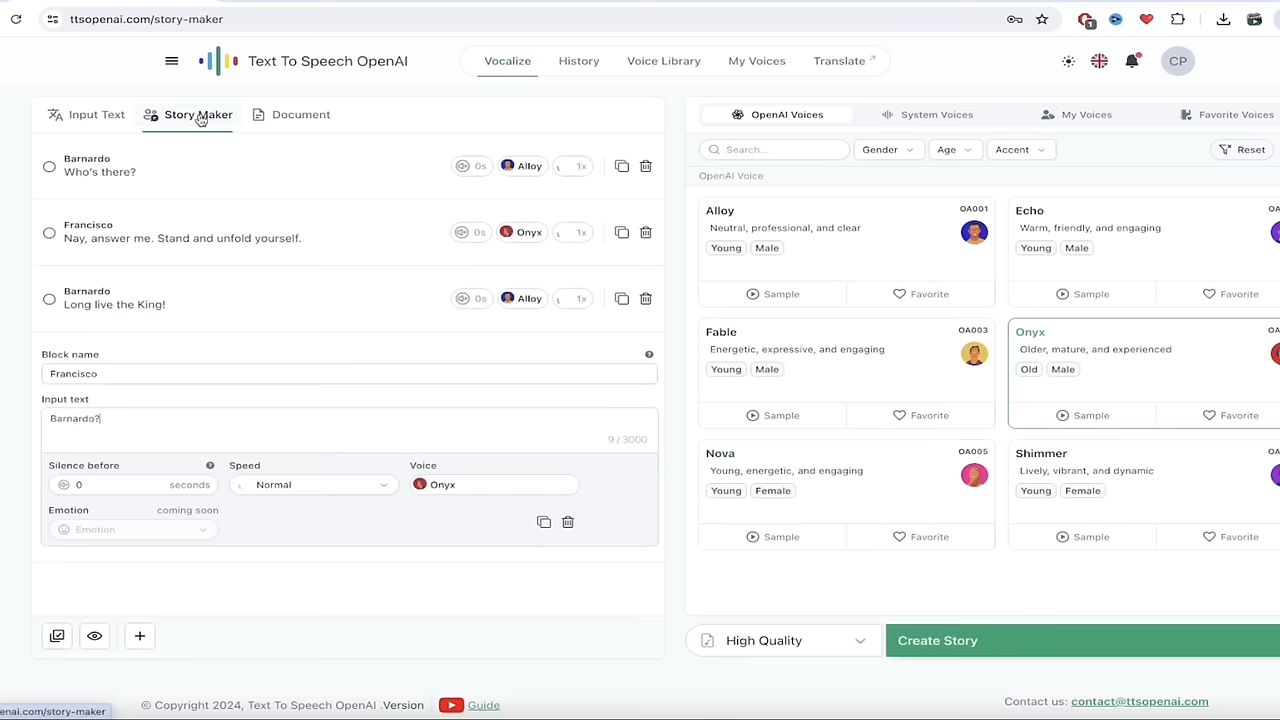 ttsopenai.com/story-maker
1
Text To Speech OpenAI
Vocalize
History
Voice Library
My Voices
Translate
CP
Input Text
Story Maker
Document
Barnardo
Who's there?
0s
Alloy
1x
Francisco
Nay, answer me. Stand and unfold yourself.
0s
Onyx
1x
Barnardo
Long live the King!
0s
Alloy
1x
Block name
Francisco
Input text
Barnardo?
9 / 3000
Silence before
Speed
Voice
0
seconds
Normal
Onyx
Emotion
coming soon
Emotion
OpenAI Voices
System Voices
My Voices
Favorite Voices
Search...
Gender
Age
Accent
Reset
OpenAI Voice
Alloy
OA001
Neutral, professional, and clear
Young
Male
Sample
Favorite
Echo
OA
Warm, friendly, and engaging
Young
Male
Sample
Favorite
Fable
OA003
Energetic, expressive, and engaging
Young
Male
Sample
Favorite
Onyx
OA
Older, mature, and experienced
Old
Male
Sample
Favorite
Nova
OA005
Young, energetic, and engaging
Young
Female
Sample
Favorite
Shimmer
OA
Lively, vibrant, and dynamic
Young
Female
Sample
Favorite
High Quality
Create Story
enai.com/story-maker
© Copyright 2024, Text To Speech OpenAI .Version
Guide
Contact us: contact@ttsopenai.com